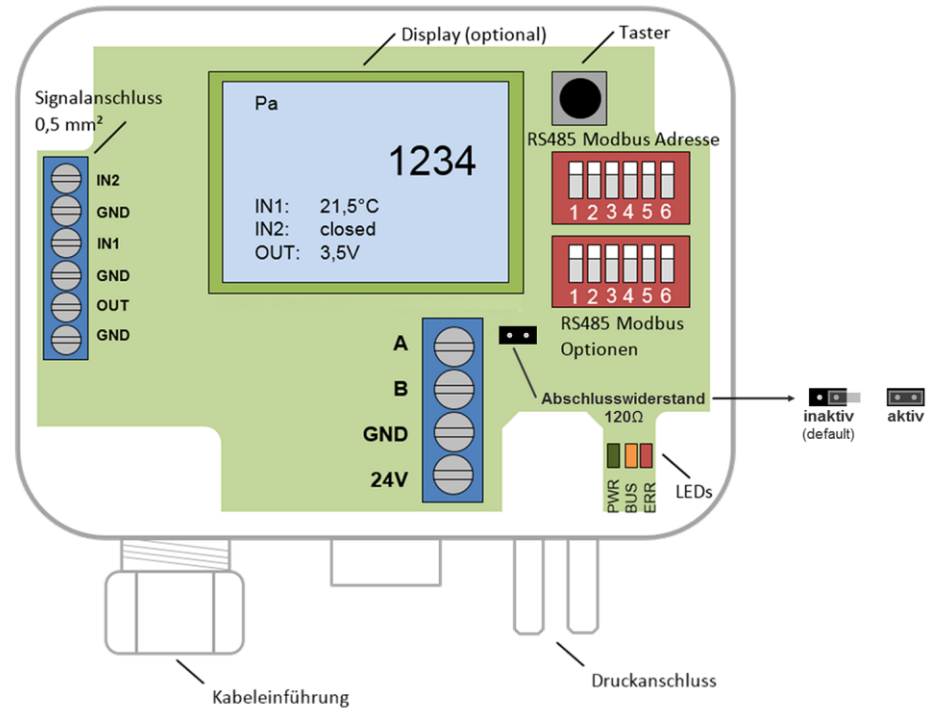 Display (optional)
Taster
Signalanschluss
0,5 mm²
Pa
1234
IN1: 21,5°C
IN2: closed
OUT: 3,5V
RS485 Modbus Adresse
1 2 3 4 5 6
1 2 3 4 5 6
RS485 Modbus
Optionen
IN2
GND
IN1
GND
OUT
GND
A
B
GND
24V
Abschlusswiderstand
120Ω
inaktiv
(default)
aktiv
PWR
BUS
ERR
LEDs
Kabeleinführung
Druckanschluss